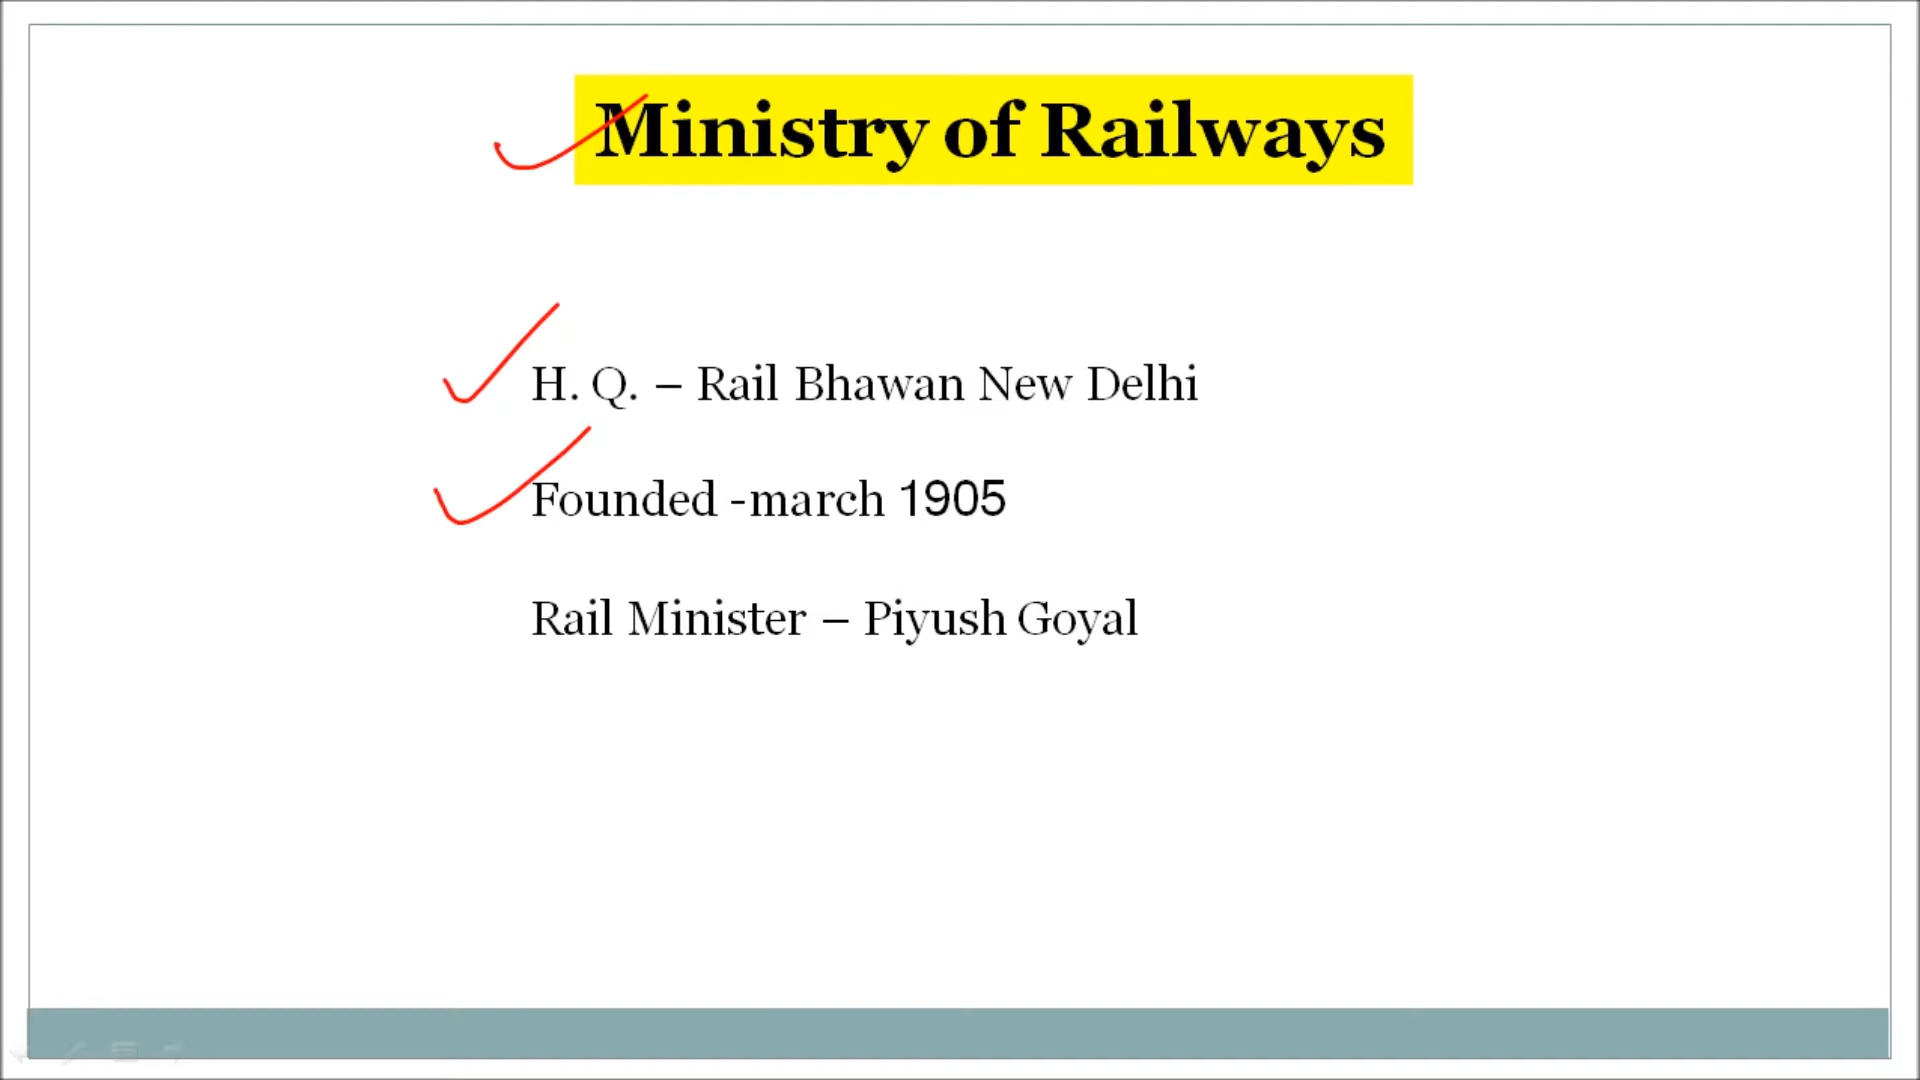 Ministry of Railways
H. Q. – Rail Bhawan New Delhi
Founded -march 1905
Rail Minister – Piyush Goyal